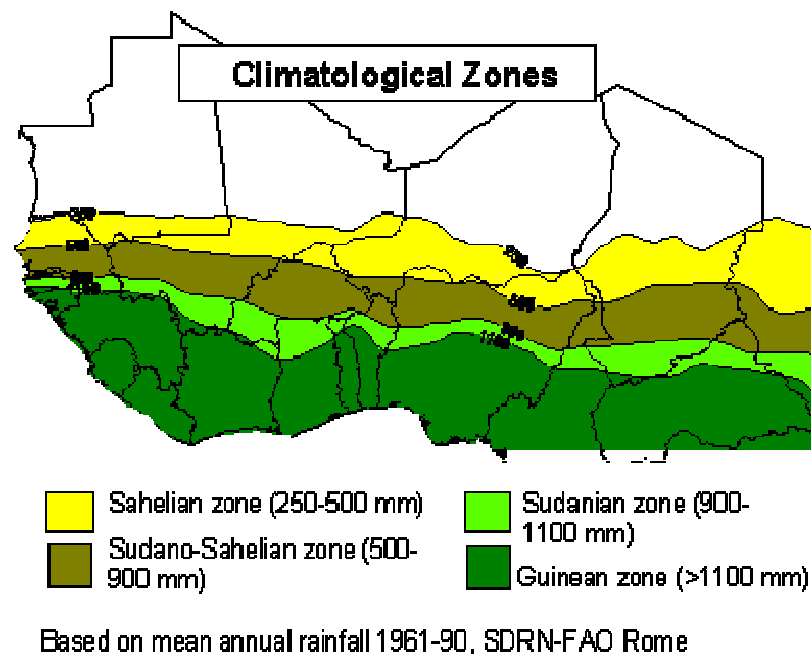 Climatological Zones
Sahelian zone (250-500 mm)
Sudano-Sahelian zone (500-
900 mm)
Sudanian zone (900-
1100 mm)
Guinean zone (>1100 mm)
Based on mean annual rainfall 1961-90, SDRN-FAO Rome